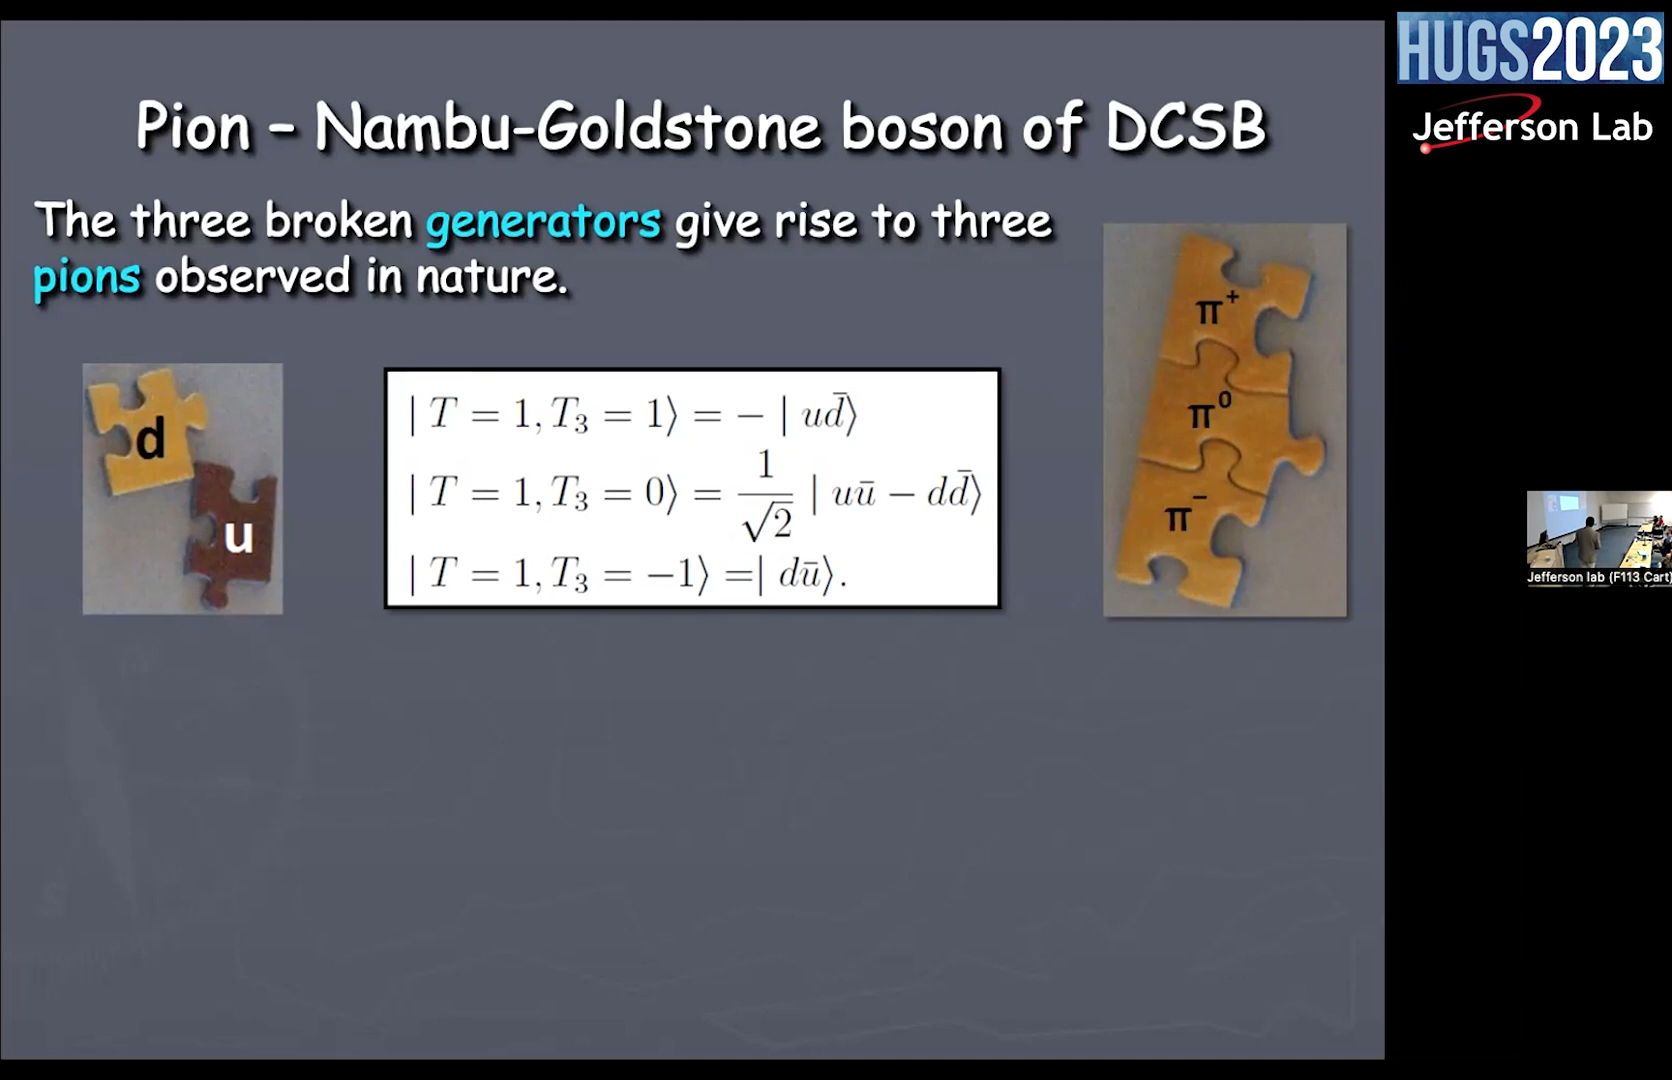 HUGS2023
Jefferson Lab
Pion – Nambu-Goldstone boson of DCSB
The three broken generators give rise to three
pions observed in nature.
d
u
| T = 1, T₃ = 1⟩ = − | ud̄⟩
| T = 1, T₃ = 0⟩ = 1/√2 | uū − dd̄⟩
| T = 1, T₃ = −1⟩ =| dū⟩.
π⁺
π⁰
π⁻
Jefferson lab (F113 Cart)